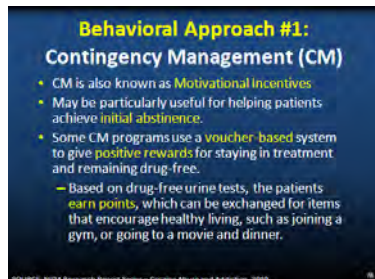 Behavioral Approach #1:
Contingency Management (CM)
• CM is also known as Motivational Incentives
• May be particularly useful for helping patients
achieve initial abstinence.
• Some CM programs use a voucher-based system
to give positive rewards for staying in treatment
and remaining drug-free.
– Based on drug-free urine tests, the patients
earn points, which can be exchanged for items
that encourage healthy living, such as joining a
gym, or going to a movie and dinner.